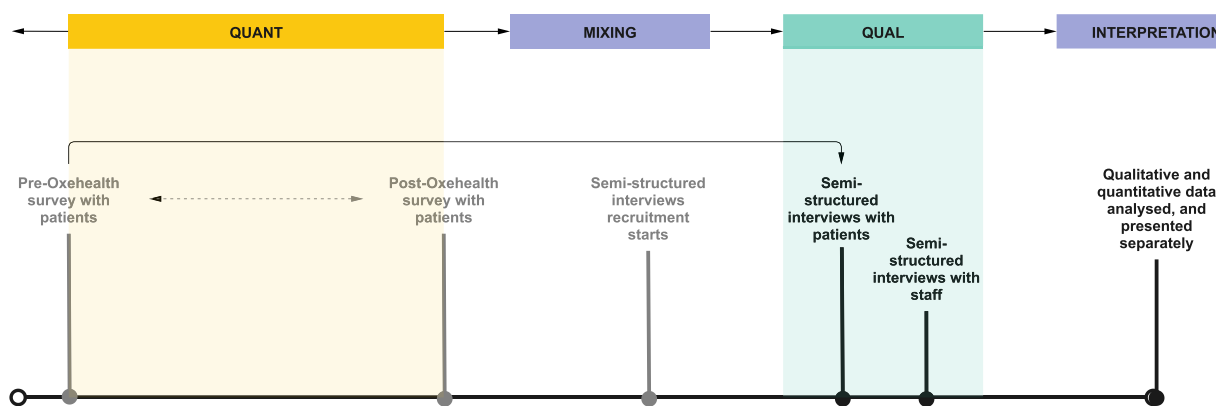 QUANT
MIXING
QUAL
INTERPRETATION
Pre-Oxehealth
survey with
patients
Post-Oxehealth
survey with
patients
Semi-structured
interviews
recruitment
starts
Semi-
structured
interviews with
patients
Semi-
structured
interviews with
staff
Qualitative and
quantitative data
analysed, and
presented
separately